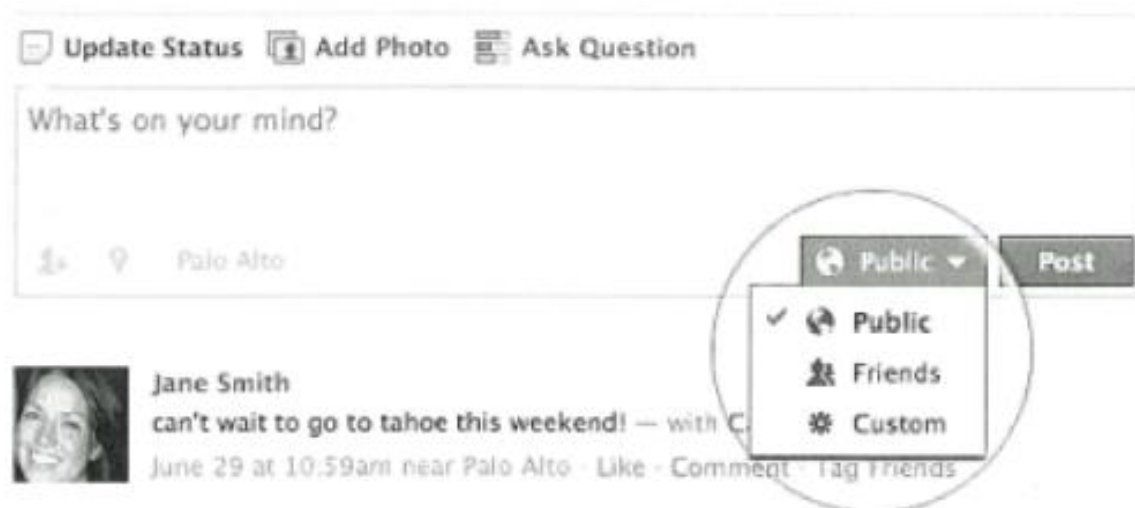 Update Status Add Photo Ask Question
What's on your mind?
Palo Alto Public Post
Public
Friends
Custom
Jane Smith
can't wait to go to tahoe this weekend! — with C
June 29 at 10:59am near Palo Alto · Like · Comment · Tag Friends